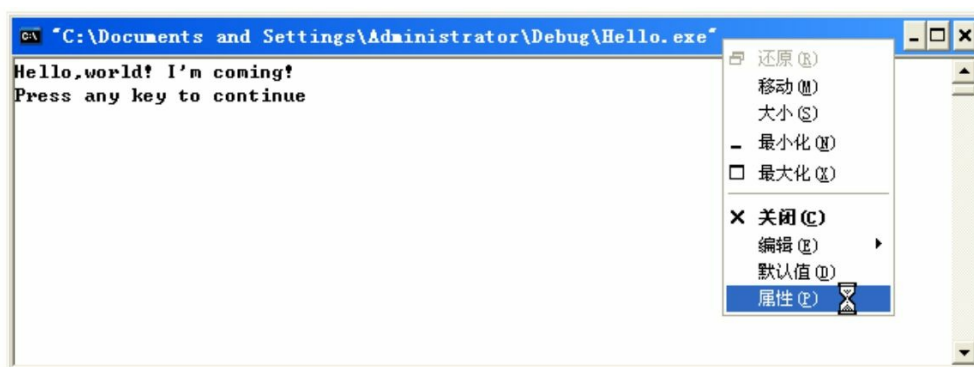 "C:\Documents and Settings\Administrator\Debug\Hello.exe"
Hello,world! I'm coming!
Press any key to continue
还原(R)
移动(M)
大小(S)
最小化(N)
最大化(X)
关闭(C)
编辑(E)
默认值(D)
属性(P)